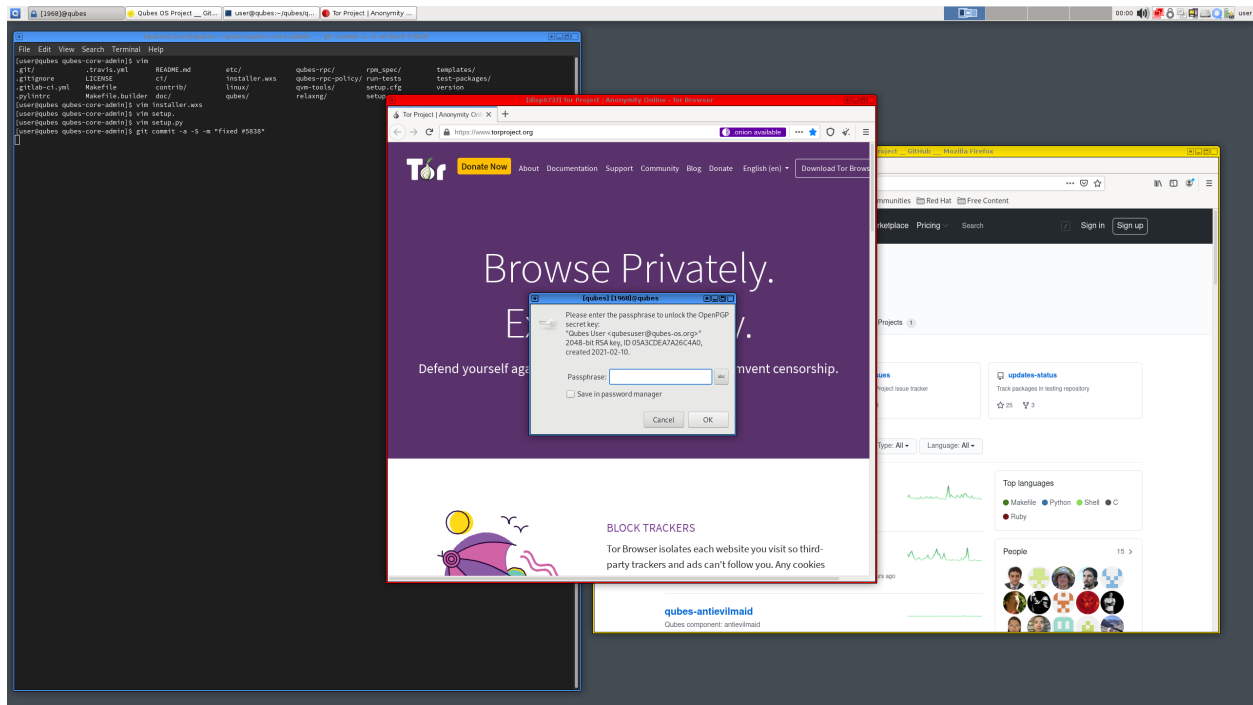 [1968]@qubes
Qubes OS Project __ Git...
user@qubes:~/qubes/q...
Tor Project | Anonymity ...
00:00
user
File Edit View Search Terminal Help
[user@qubes qubes-core-admin]$ vim
.git/ .travis.yml README.md etc/ qubes-rpc/ rpm_spec/ templates/
.gitignore LICENSE ci/ installer.wxs qubes-rpc-policy/ run-tests test-packages/
.gitlab-ci.yml Makefile contrib/ linux/ qvm-tools/ setup.cfg version
.pylintrc Makefile.builder doc/ qubes/ relaxng/ setup
[user@qubes qubes-core-admin]$ vim installer.wxs
[user@qubes qubes-core-admin]$ vim setup.
[user@qubes qubes-core-admin]$ vim setup.py
[user@qubes qubes-core-admin]$ git commit -a -S -m "fixed #5838"
[disp6737] Tor Project | Anonymity Online - Tor Browser
Tor Project | Anonymity Onli
https://www.torproject.org
.onion available
Tor
Donate Now
About Documentation Support Community Blog Donate English (en)
Download Tor Brows
Browse Privately.
Defend yourself aga
mvent censorship.
[qubes] [1968]@qubes
Please enter the passphrase to unlock the OpenPGP
secret key:
"Qubes User <qubesuser@qubes-os.org>"
2048-bit RSA key, ID 05A3CDEA7A26C4A0,
created 2021-02-10.
Passphrase:
abc
Save in password manager
Cancel OK
BLOCK TRACKERS
Tor Browser isolates each website you visit so third-
party trackers and ads can't follow you. Any cookies
roject __ GitHub __ Mozilla Firefox
mmunities Red Hat Free Content
rketplace Pricing Search / Sign in Sign up
Projects 1
ues
Project issue tracker
updates-status
Track packages in testing repository
25 3
Type: All Language: All
Top languages
Makefile Python Shell C
Ruby
People 15 >
rs ago
qubes-antievilmaid
Qubes component: antievilmaid